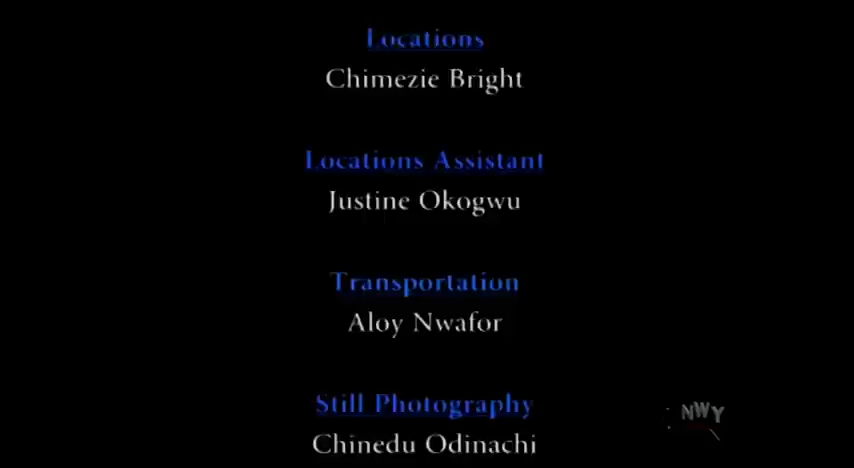 Locations
Chimezie Bright
Locations Assistant
Justine Okogwu
Transportation
Aloy Nwafor
Still Photography
Chinedu Odinachi
NWY